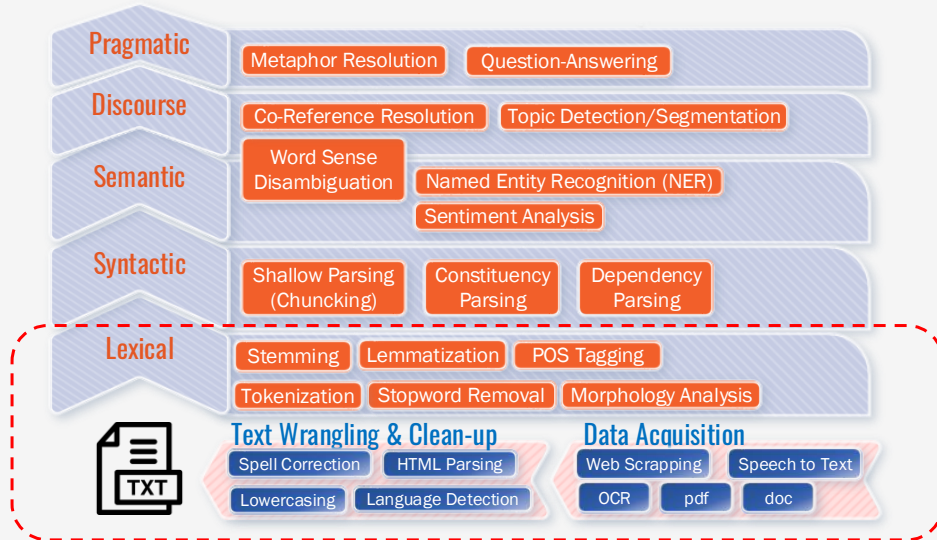 Pragmatic
Metaphor Resolution
Question-Answering
Discourse
Co-Reference Resolution
Topic Detection/Segmentation
Semantic
Word Sense
Disambiguation
Named Entity Recognition (NER)
Sentiment Analysis
Syntactic
Shallow Parsing
(Chuncking)
Constituency
Parsing
Dependency
Parsing
Lexical
Stemming
Lemmatization
POS Tagging
Tokenization
Stopword Removal
Morphology Analysis
TXT
Text Wrangling & Clean-up
Spell Correction
HTML Parsing
Lowercasing
Language Detection
Data Acquisition
Web Scrapping
Speech to Text
OCR
pdf
doc